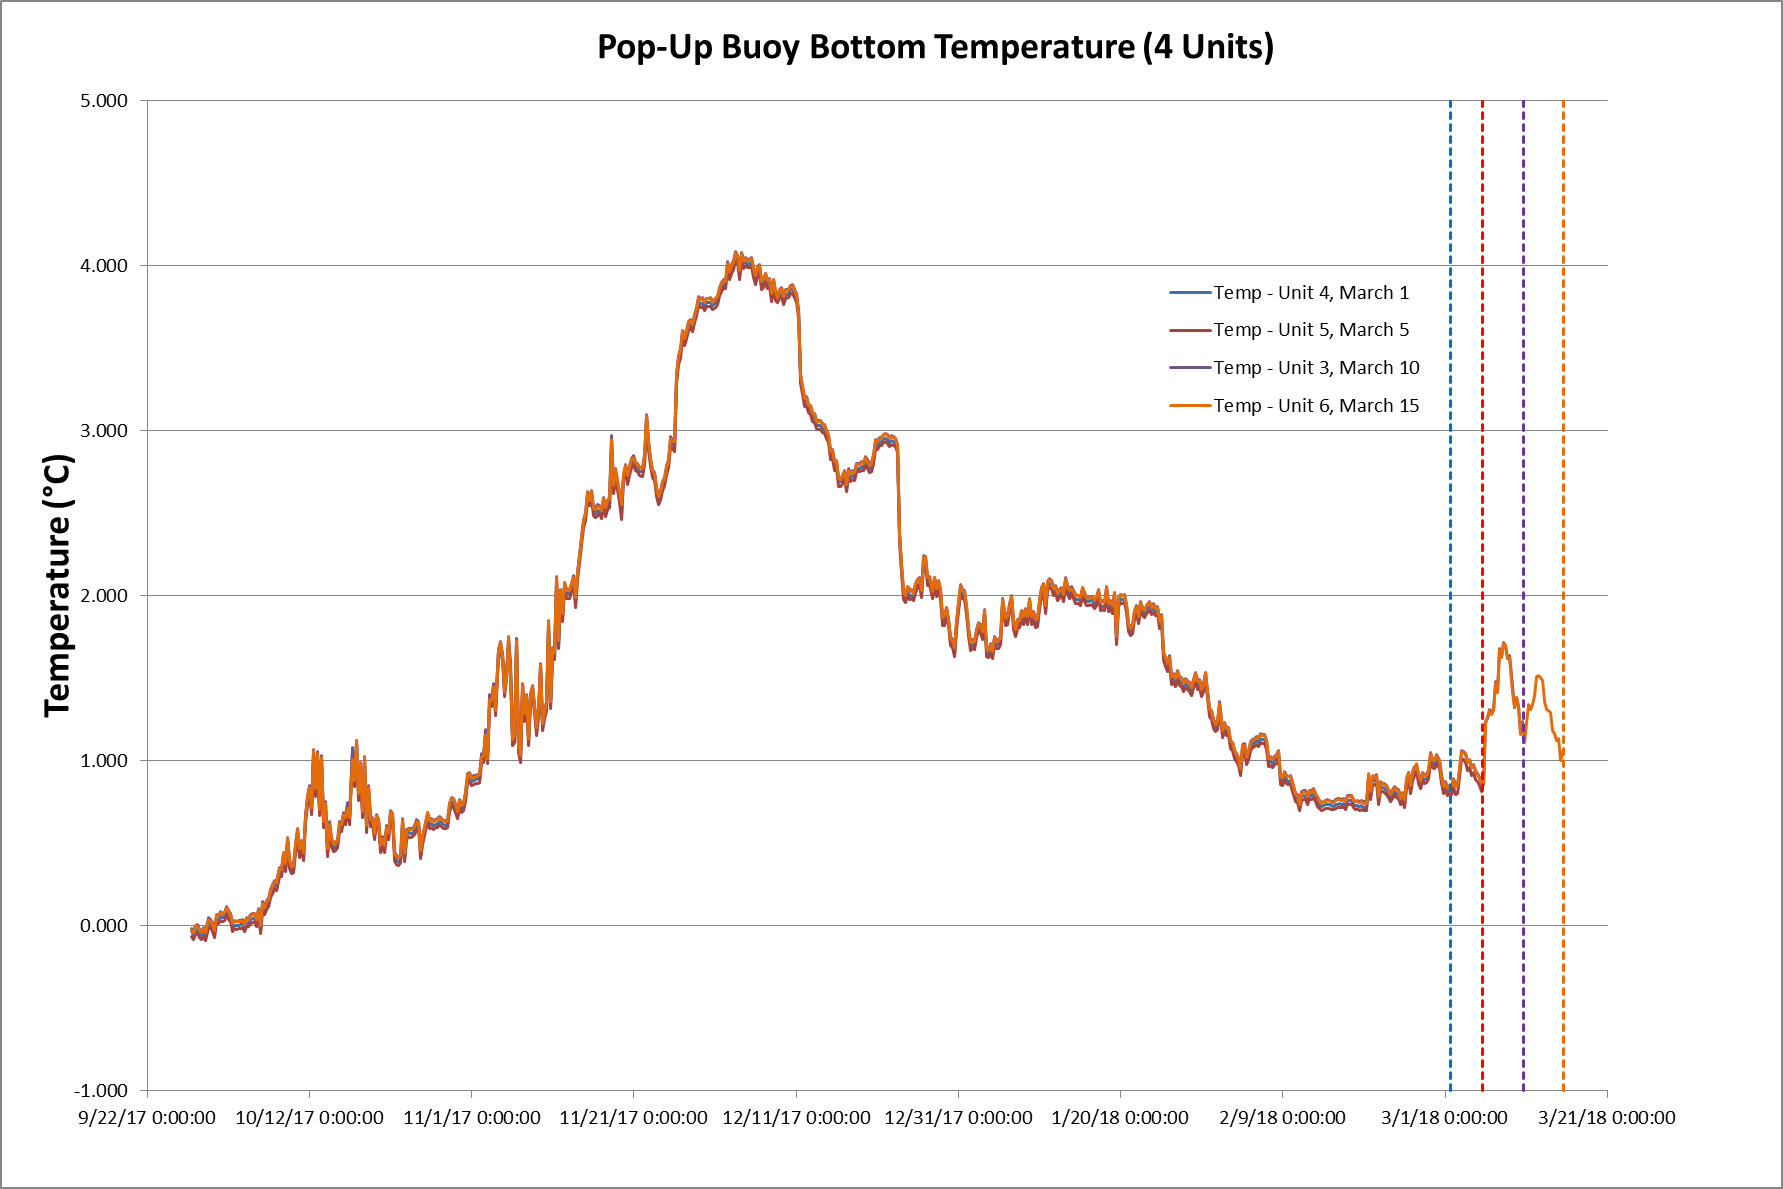 Pop-Up Buoy Bottom Temperature (4 Units)
5.000
4.000
3.000
2.000
1.000
0.000
-1.000
Temperature (°C)
Temp - Unit 4, March 1
Temp - Unit 5, March 5
Temp - Unit 3, March 10
Temp - Unit 6, March 15
9/22/17 0:00:00 10/12/17 0:00:00 11/1/17 0:00:00 11/21/17 0:00:00 12/11/17 0:00:00 12/31/17 0:00:00 1/20/18 0:00:00 2/9/18 0:00:00 3/1/18 0:00:00 3/21/18 0:00:00